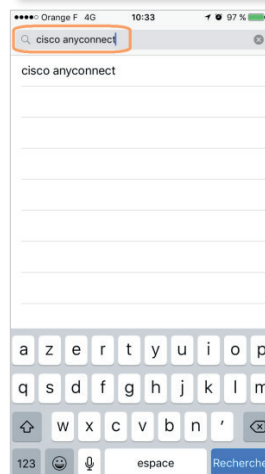 Orange F 4G 10:33 97 %
cisco anyconnect
cisco anyconnect
a z e r t y u i o p
q s d f g h j k l m
w x c v b n '
123 espace Recherche